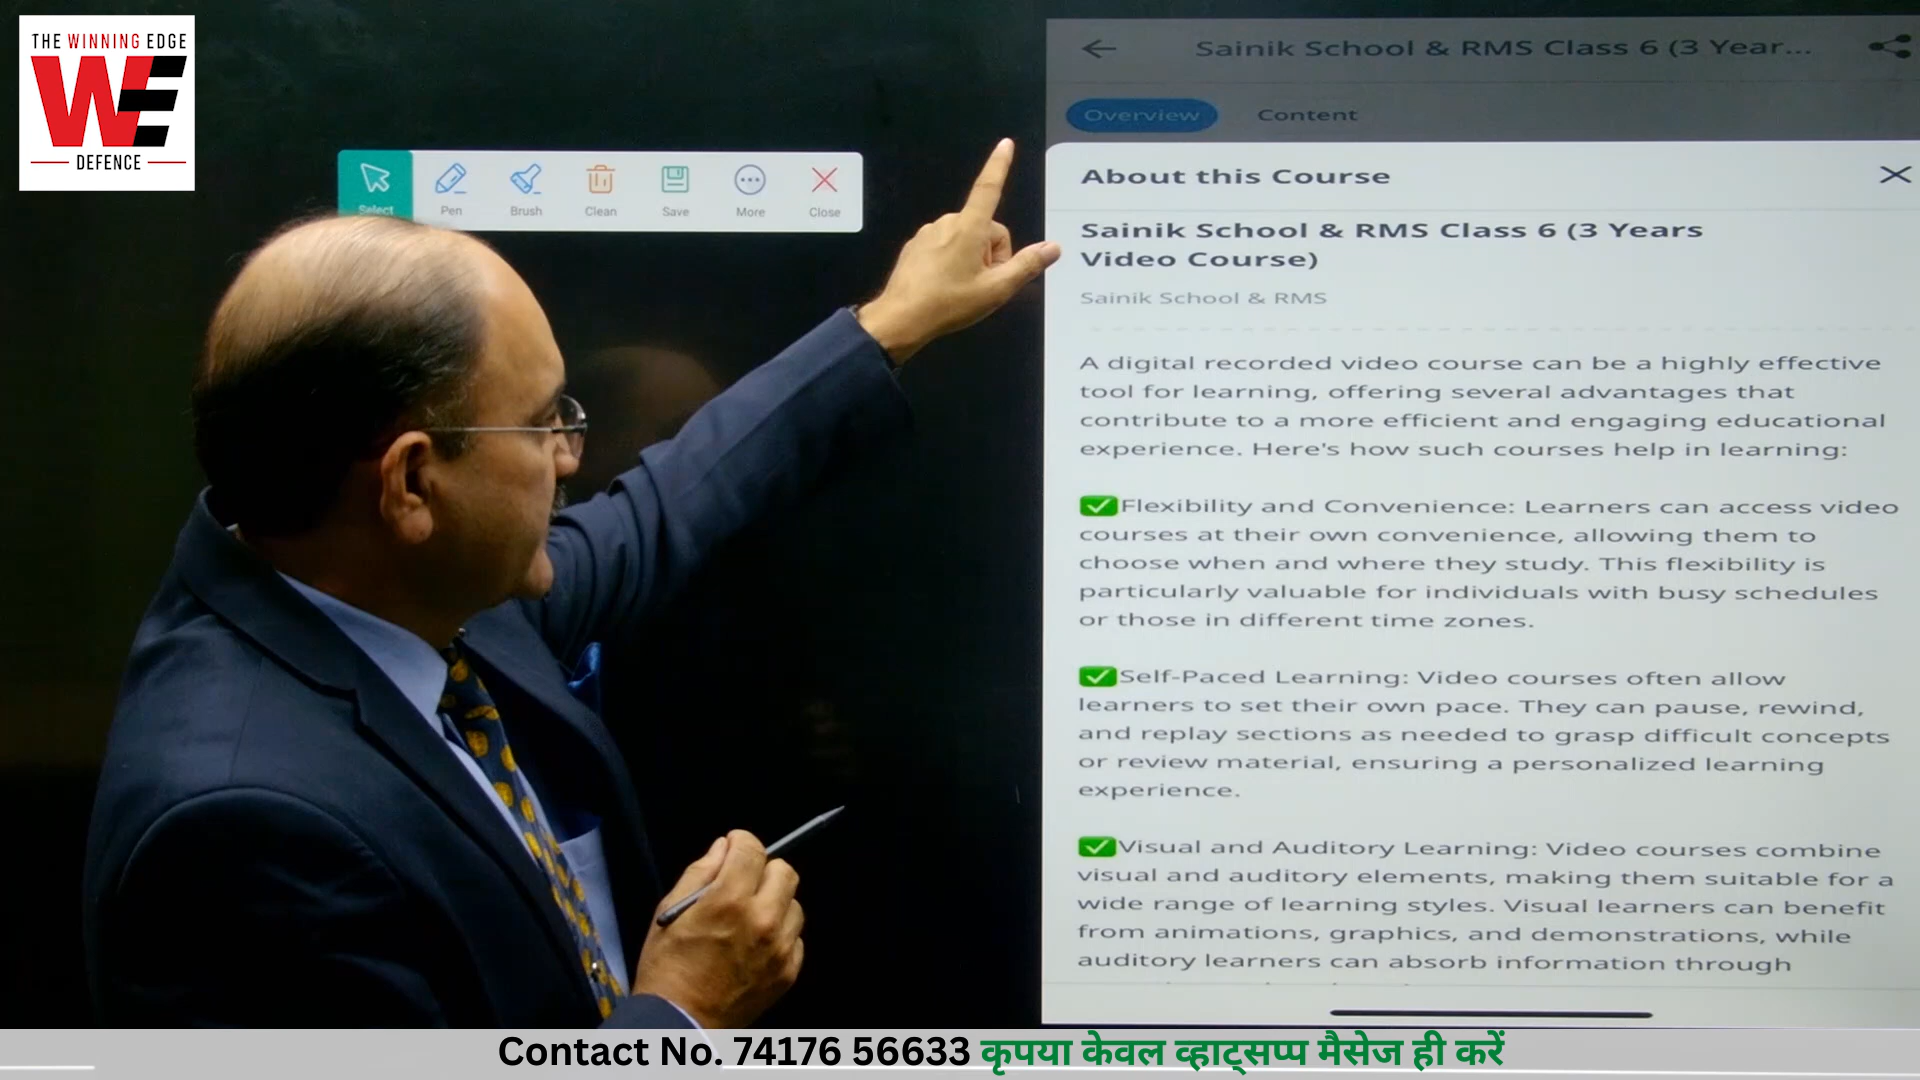 THE WINNING EDGE
WE
DEFENCE
Select
Pen
Brush
Clean
Save
More
Close
Sainik School & RMS Class 6 (3 Year...
Overview
Content
About this Course
Sainik School & RMS Class 6 (3 Years
Video Course)
Sainik School & RMS
A digital recorded video course can be a highly effective
tool for learning, offering several advantages that
contribute to a more efficient and engaging educational
experience. Here's how such courses help in learning:
✅Flexibility and Convenience: Learners can access video
courses at their own convenience, allowing them to
choose when and where they study. This flexibility is
particularly valuable for individuals with busy schedules
or those in different time zones.
✅Self-Paced Learning: Video courses often allow
learners to set their own pace. They can pause, rewind,
and replay sections as needed to grasp difficult concepts
or review material, ensuring a personalized learning
experience.
✅Visual and Auditory Learning: Video courses combine
visual and auditory elements, making them suitable for a
wide range of learning styles. Visual learners can benefit
from animations, graphics, and demonstrations, while
auditory learners can absorb information through
Contact No. 74176 56633 कृपया केवल व्हाट्सप्प मैसेज ही करें